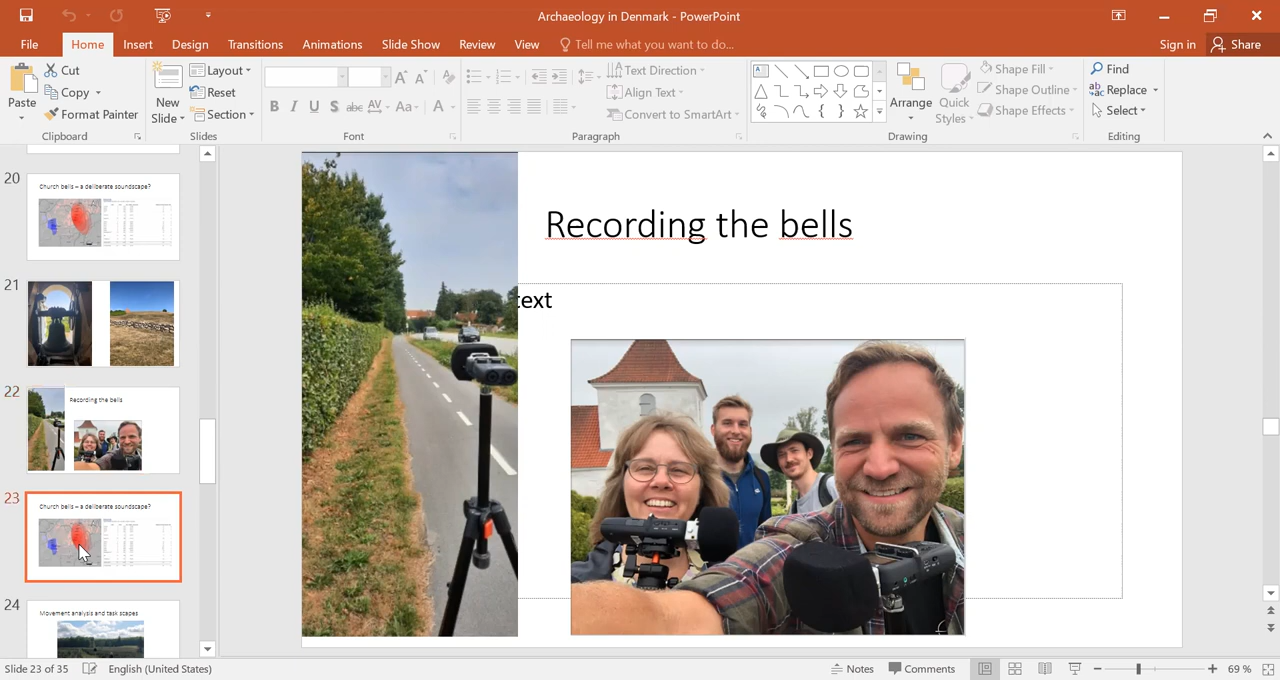 Archaeology in Denmark - PowerPoint
File
Home
Insert
Design
Transitions
Animations
Slide Show
Review
View
Tell me what you want to do...
Sign in
Share
Paste
Cut
Copy
Format Painter
Clipboard
New
Slide
Layout
Reset
Section
Slides
B I U S abc AV Aa A
Font
Text Direction
Align Text
Convert to SmartArt
Paragraph
Arrange
Quick
Styles
Shape Fill
Shape Outline
Shape Effects
Drawing
Find
Replace
Select
Editing
20
Church bells – a deliberate soundscape?
21
22
Recording the bells
23
Church bells – a deliberate soundscape?
24
Movement analysis and task scapes
Recording the bells
text
Slide 23 of 35
English (United States)
Notes
Comments
69 %